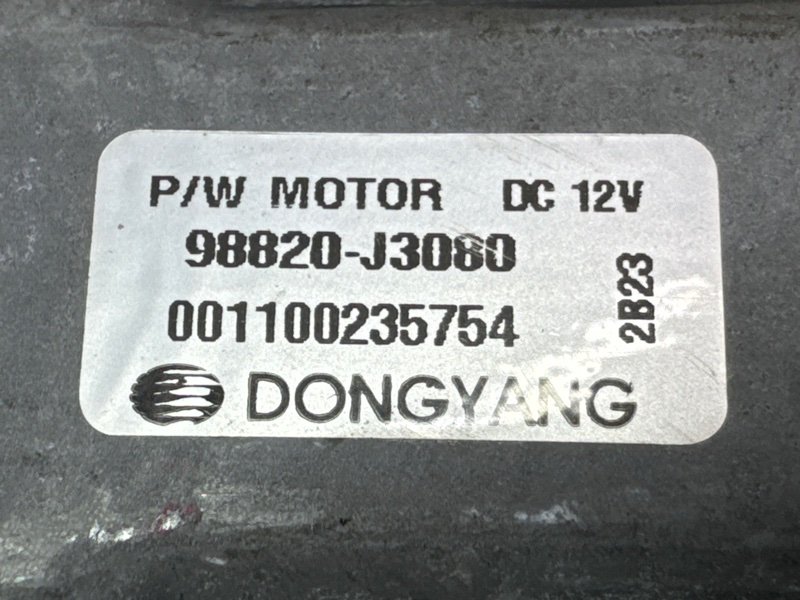 P/W MOTOR DC 12V
98820-J3080
001100235754
2B23
DONGYANG